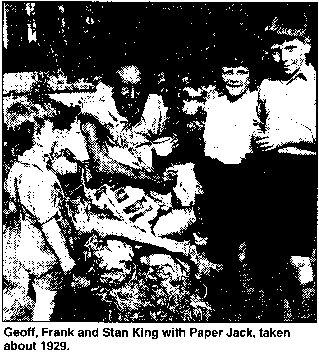 Geoff, Frank and Stan King with Paper Jack, taken
about 1929.